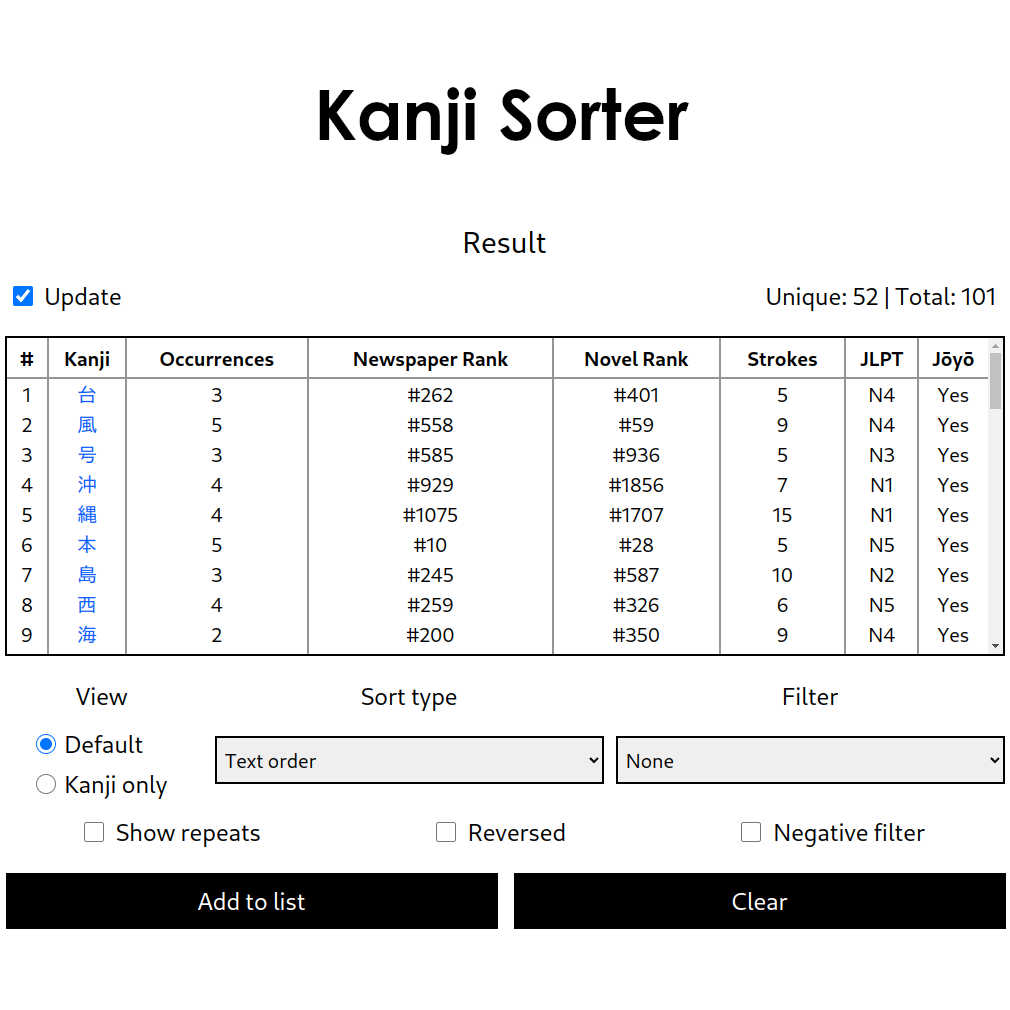 Kanji Sorter
Result
Update
Unique: 52 | Total: 101
# Kanji Occurrences Newspaper Rank Novel Rank Strokes JLPT Jōyō
1 台 3 #262 #401 5 N4 Yes
2 風 5 #558 #59 9 N4 Yes
3 号 3 #585 #936 5 N3 Yes
4 沖 4 #929 #1856 7 N1 Yes
5 縄 4 #1075 #1707 15 N1 Yes
6 本 5 #10 #28 5 N5 Yes
7 島 3 #245 #587 10 N2 Yes
8 西 4 #259 #326 6 N5 Yes
9 海 2 #200 #350 9 N4 Yes
View Sort type Filter
Default
Kanji only
Text order
None
Show repeats Reversed Negative filter
Add to list Clear